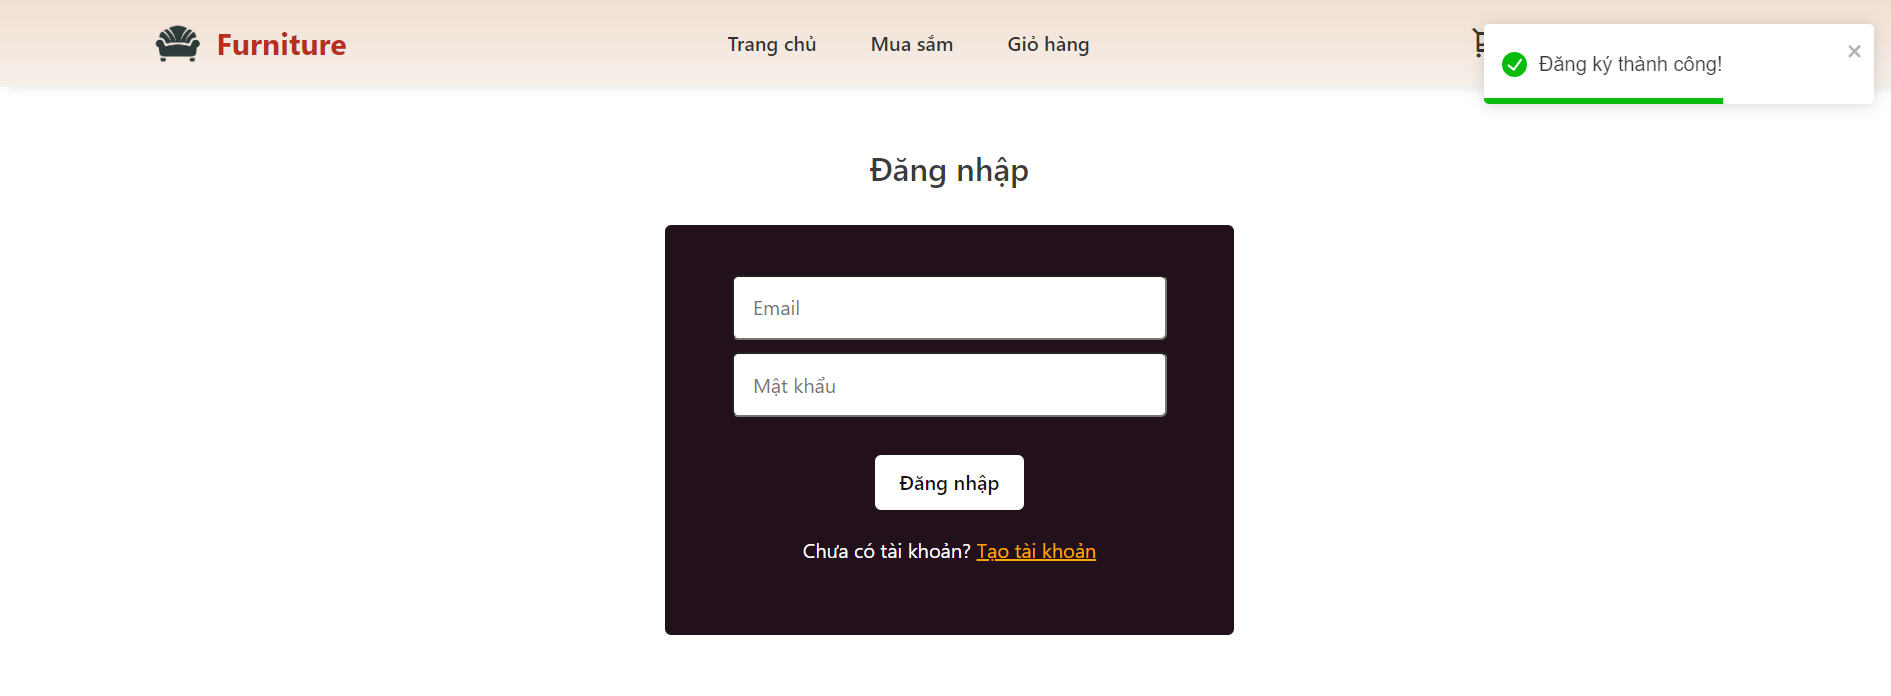 Furniture
Trang chủ
Mua sắm
Giỏ hàng
Đăng ký thành công!
Đăng nhập
Email
Mật khẩu
Đăng nhập
Chưa có tài khoản? Tạo tài khoản